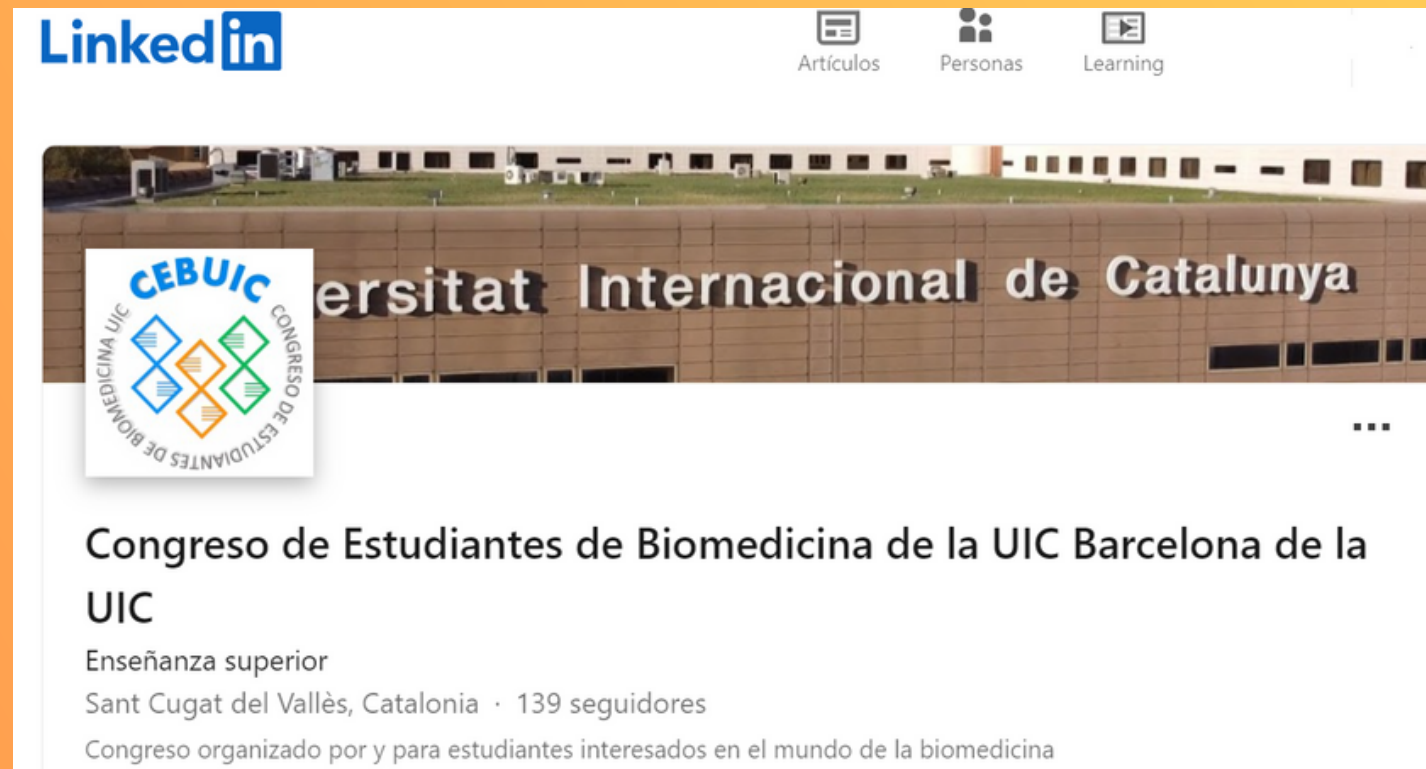 Linked in
Artículos
Personas
Learning
ersitat Internacional de Catalunya
CEBUIC
CONGRESO DE ESTUDIANTES DE BIOMEDICINA UIC
Congreso de Estudiantes de Biomedicina de la UIC Barcelona de la
UIC
Enseñanza superior
Sant Cugat del Vallès, Catalonia · 139 seguidores
Congreso organizado por y para estudiantes interesados en el mundo de la biomedicina